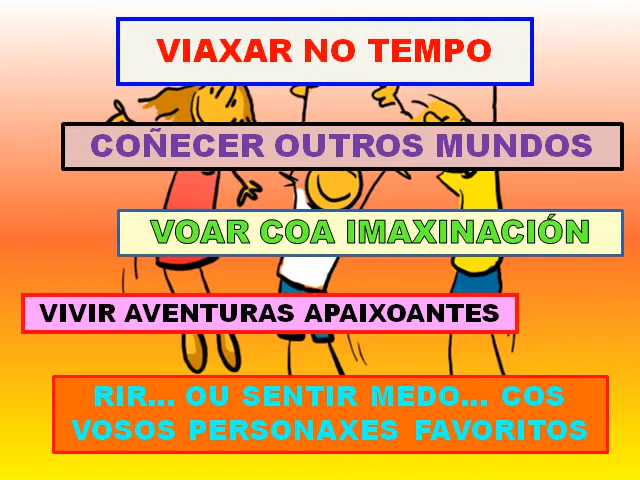 VIAXAR NO TEMPO
COÑECER OUTROS MUNDOS
VOAR COA IMAXINACIÓN
VIVIR AVENTURAS APAIXOANTES
RIR... OU SENTIR MEDO... COS
VOSOS PERSONAXES FAVORITOS